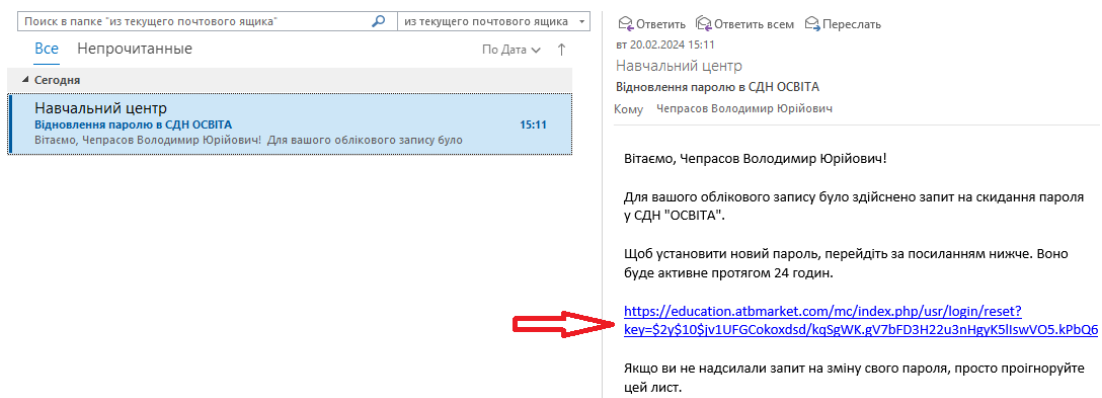 Поиск в папке "из текущего почтового ящика"
из текущего почтового ящика
Все Непрочитанные
По Дата
Сегодня
Навчальний центр
Відновлення паролю в СДН ОСВІТА 15:11
Вітаємо, Чепрасов Володимир Юрійович! Для вашого облікового запису було
Ответить Ответить всем Переслать
вт 20.02.2024 15:11
Навчальний центр
Відновлення паролю в СДН ОСВІТА
Кому Чепрасов Володимир Юрійович
Вітаємо, Чепрасов Володимир Юрійович!
Для вашого облікового запису було здійснено запит на скидання пароля
у СДН "ОСВІТА".
Щоб установити новий пароль, перейдіть за посиланням нижче. Воно
буде активне протягом 24 годин.
https://education.atbmarket.com/mc/index.php/usr/login/reset?
key=$2y$10$jv1UFGCokoxdsd/kqSgWK.gV7bFD3H22u3nHgyK5lIswVO5.kPbQ6
Якщо ви не надсилали запит на зміну свого пароля, просто проігноруйте
цей лист.